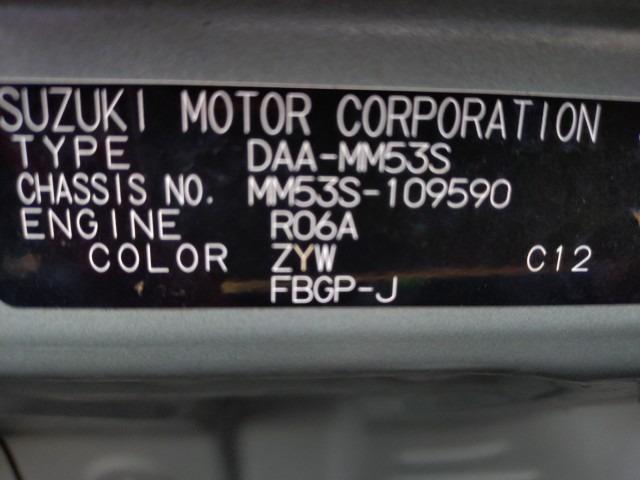 SUZUKI MOTOR CORPORATION
TYPE DAA-MM53S
CHASSIS NO. MM53S-109590
ENGINE R06A
COLOR ZYW C12
FBGP-J